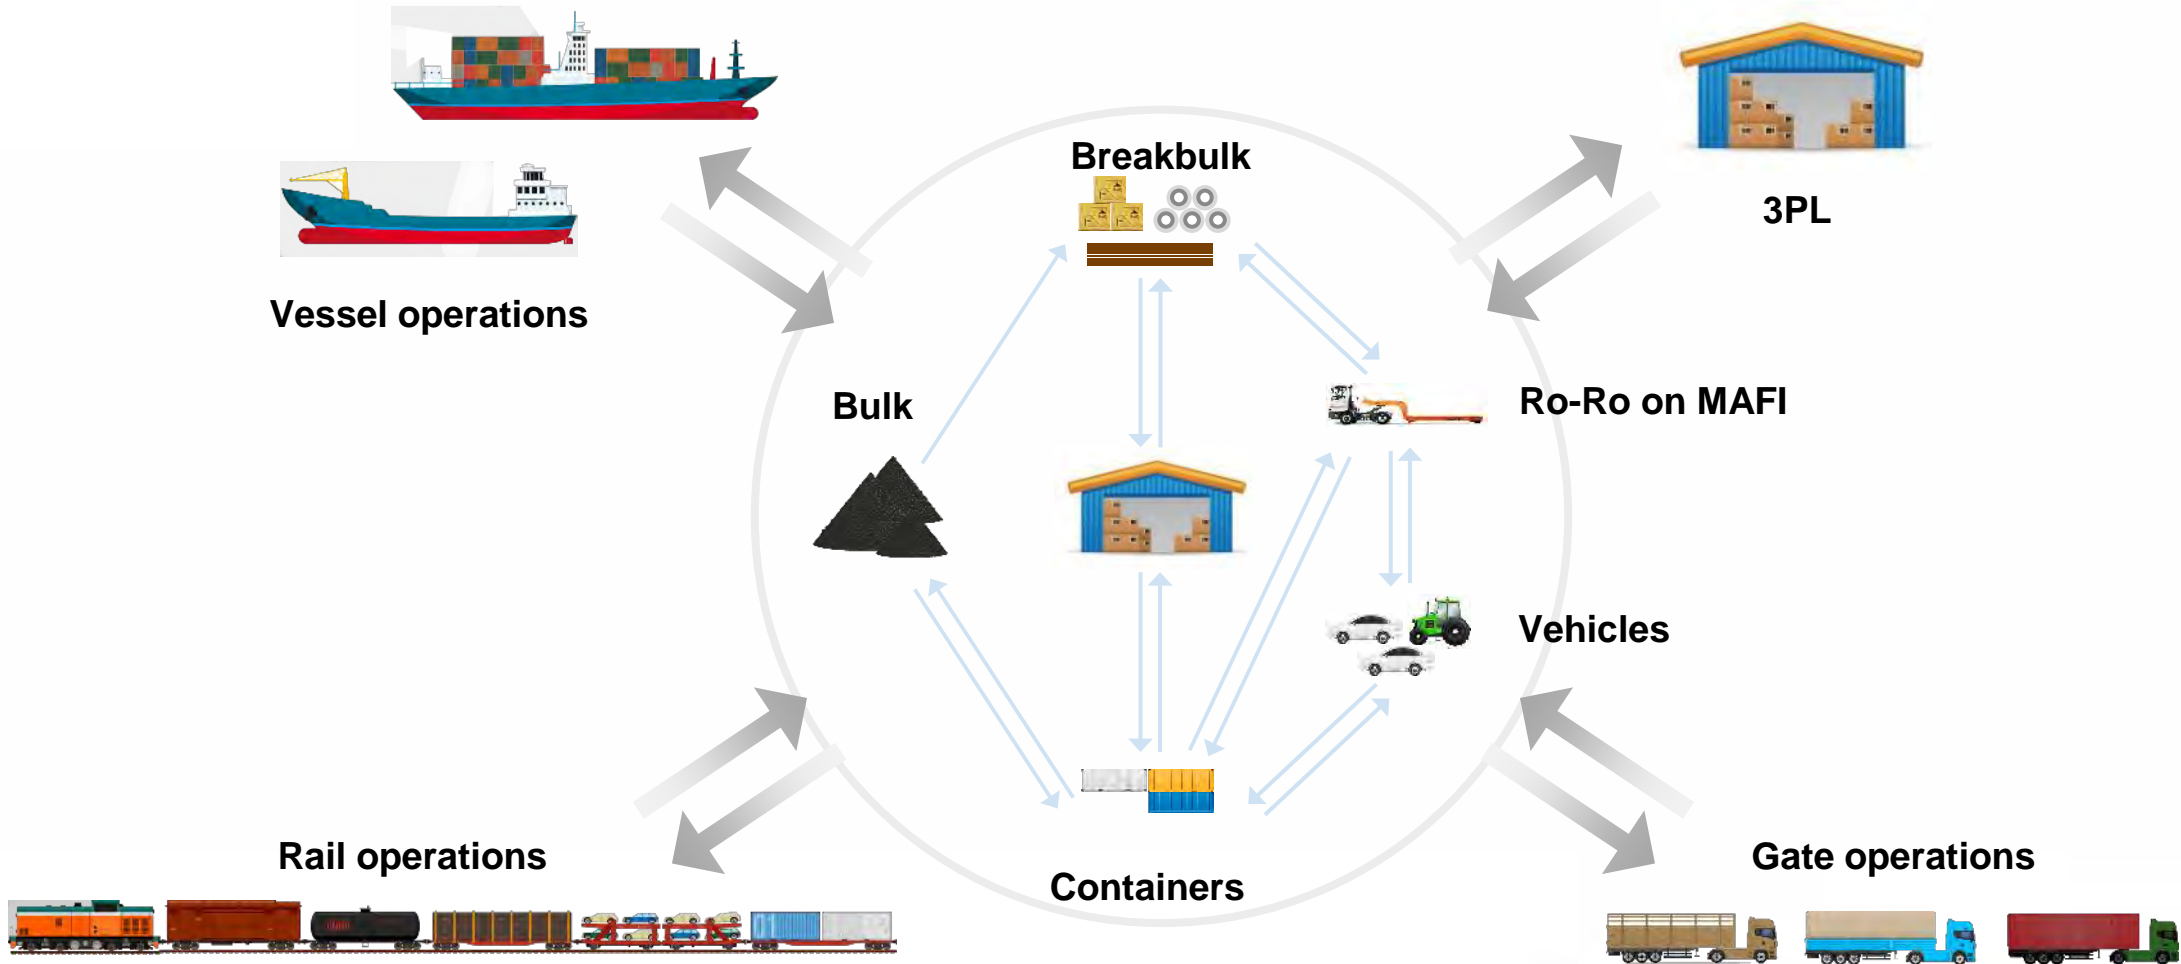 Breakbulk
3PL
Vessel operations
Bulk
Ro-Ro on MAFI
Vehicles
Rail operations
Containers
Gate operations